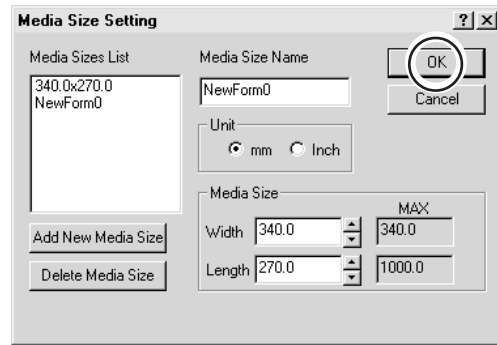 Media Size Setting
? ×
Media Sizes List
340.0x270.0
NewForm0
Add New Media Size
Delete Media Size
Media Size Name
NewForm0
Unit
mm
Inch
OK
Cancel
Media Size
MAX
Width 340.0 340.0
Length 270.0 1000.0